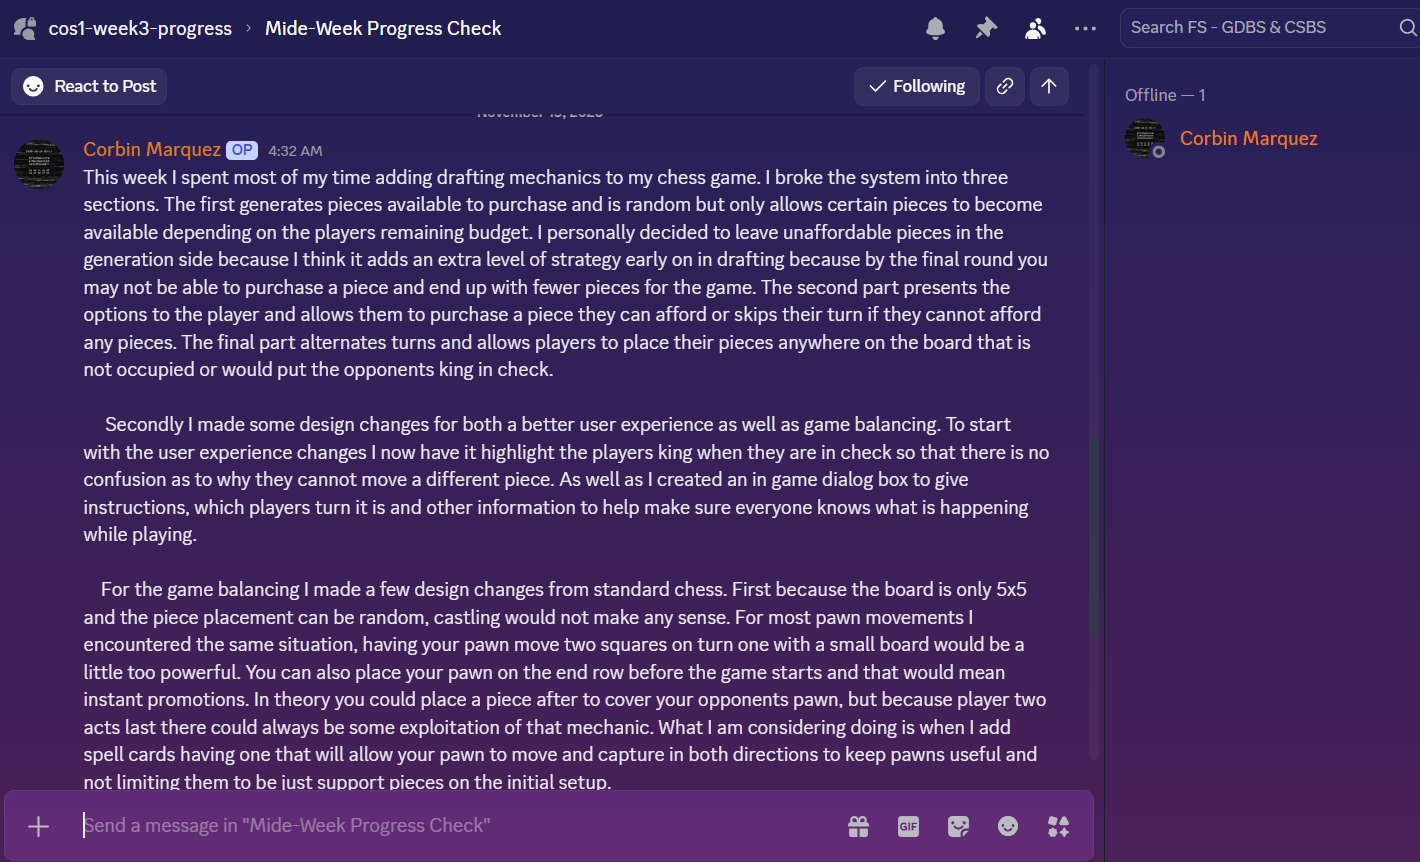 cos1-week3-progress › Mide-Week Progress Check
Search FS - GDBS & CSBS
React to Post
Following
Offline — 1
Corbin Marquez
Corbin Marquez OP 4:32 AM
This week I spent most of my time adding drafting mechanics to my chess game. I broke the system into three
sections. The first generates pieces available to purchase and is random but only allows certain pieces to become
available depending on the players remaining budget. I personally decided to leave unaffordable pieces in the
generation side because I think it adds an extra level of strategy early on in drafting because by the final round you
may not be able to purchase a piece and end up with fewer pieces for the game. The second part presents the
options to the player and allows them to purchase a piece they can afford or skips their turn if they cannot afford
any pieces. The final part alternates turns and allows players to place their pieces anywhere on the board that is
not occupied or would put the opponents king in check.
Secondly I made some design changes for both a better user experience as well as game balancing. To start
with the user experience changes I now have it highlight the players king when they are in check so that there is no
confusion as to why they cannot move a different piece. As well as I created an in game dialog box to give
instructions, which players turn it is and other information to help make sure everyone knows what is happening
while playing.
For the game balancing I made a few design changes from standard chess. First because the board is only 5x5
and the piece placement can be random, castling would not make any sense. For most pawn movements I
encountered the same situation, having your pawn move two squares on turn one with a small board would be a
little too powerful. You can also place your pawn on the end row before the game starts and that would mean
instant promotions. In theory you could place a piece after to cover your opponents pawn, but because player two
acts last there could always be some exploitation of that mechanic. What I am considering doing is when I add
spell cards having one that will allow your pawn to move and capture in both directions to keep pawns useful and
not limiting them to be just support pieces on the initial setup.
Send a message in "Mide-Week Progress Check"
GIF